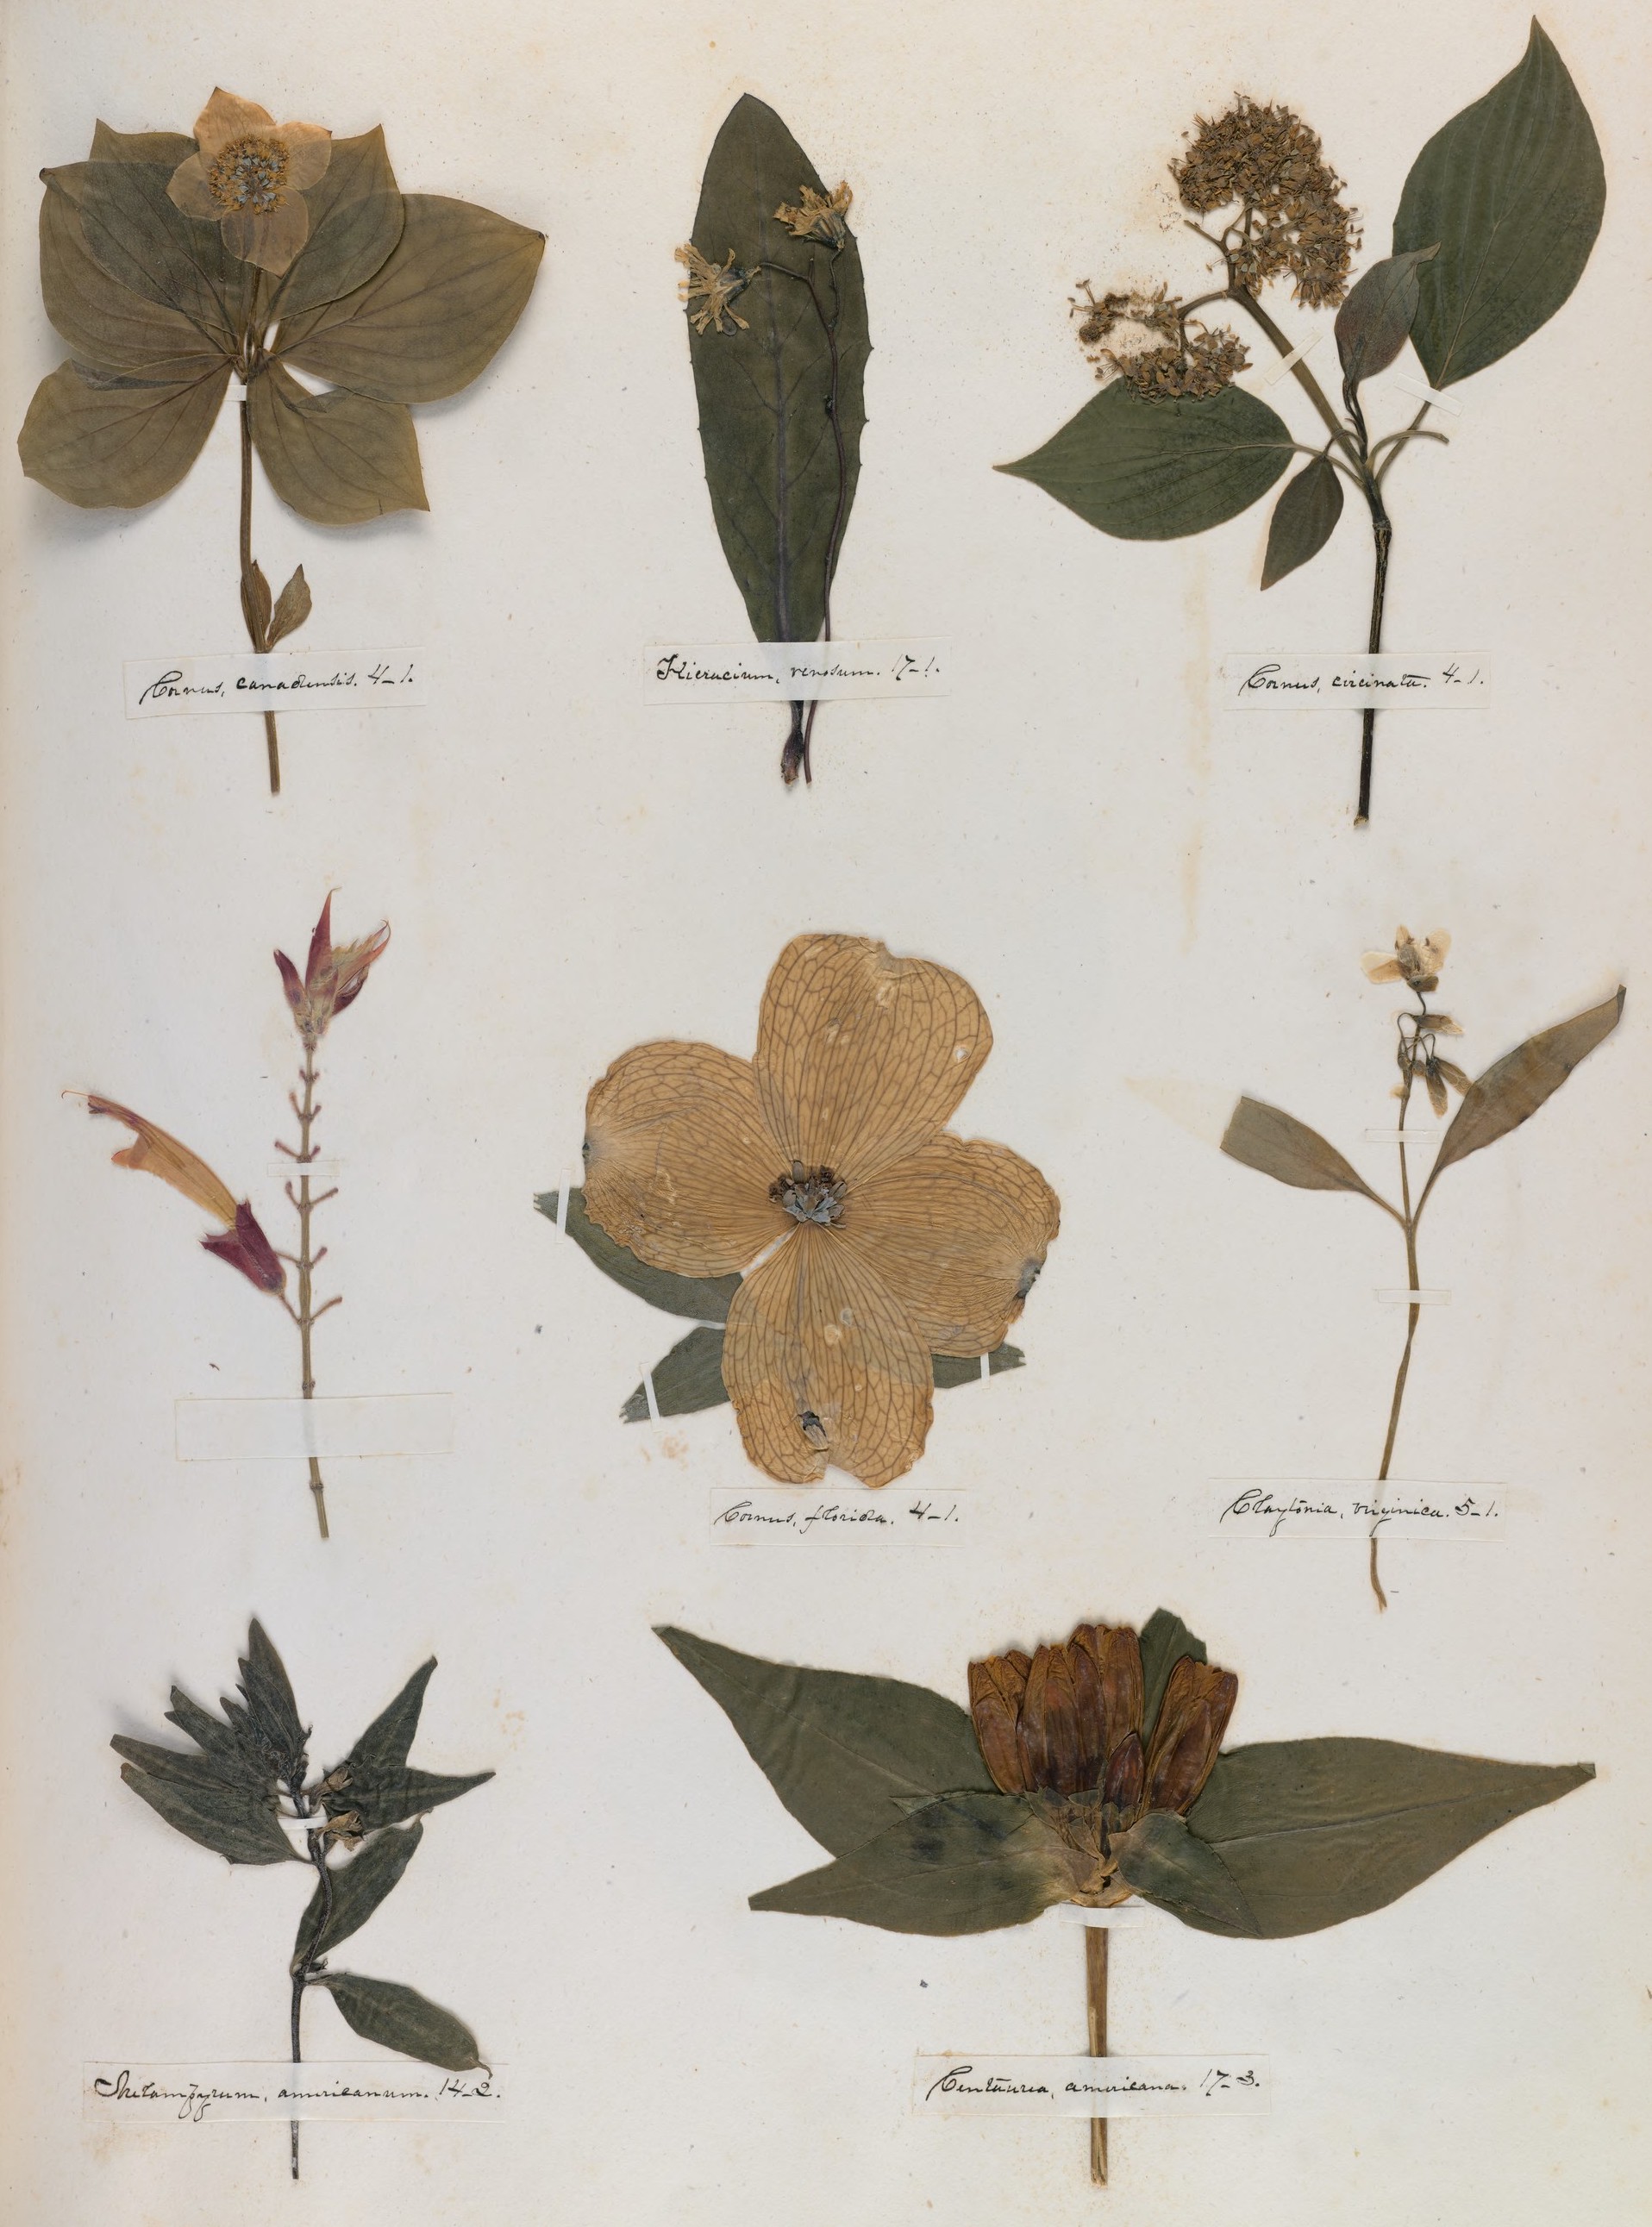 Cornus, canadensis. 4-1.
Hieracium, venosum. 17-1.
Cornus, circinata. 4-1.
Cornus, florida. 4-1.
Claytonia, virginica. 5-1.
Melampyrum, americanum. 14-2.
Centaurea, americana. 17-3.